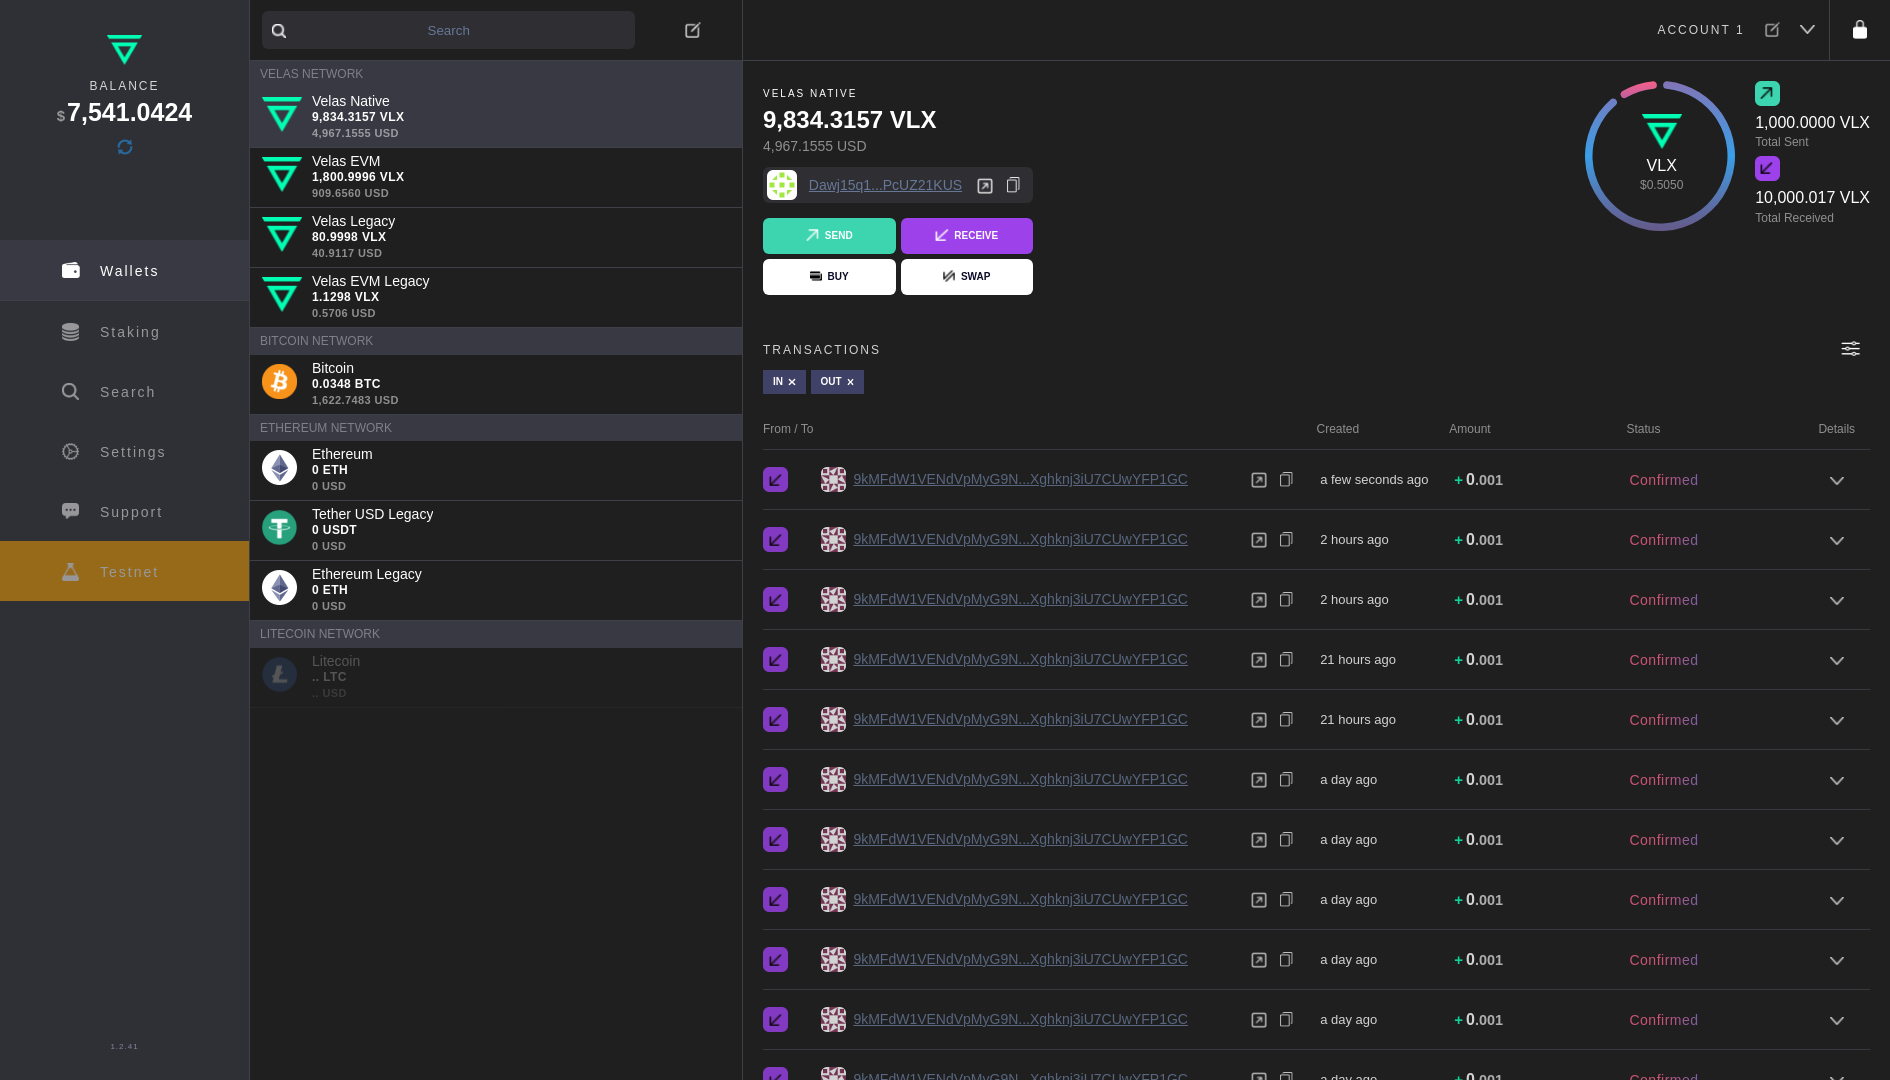 BALANCE
$7,541.0424
Wallets
Staking
Search
Settings
Support
Testnet
1.2.41
Search
VELAS NETWORK
Velas Native
9,834.3157 VLX
4,967.1555 USD
Velas EVM
1,800.9996 VLX
909.6560 USD
Velas Legacy
80.9998 VLX
40.9117 USD
Velas EVM Legacy
1.1298 VLX
0.5706 USD
BITCOIN NETWORK
Bitcoin
0.0348 BTC
1,622.7483 USD
ETHEREUM NETWORK
Ethereum
0 ETH
0 USD
Tether USD Legacy
0 USDT
0 USD
Ethereum Legacy
0 ETH
0 USD
LITECOIN NETWORK
Litecoin
.. LTC
.. USD
ACCOUNT 1
VELAS NATIVE
9,834.3157 VLX
4,967.1555 USD
Dawj15q1...PcUZ21KUS
SEND
RECEIVE
BUY
SWAP
VLX
$0.5050
1,000.0000 VLX
Total Sent
10,000.017 VLX
Total Received
TRANSACTIONS
IN ×
OUT ×
From / To Created Amount Status Details
9kMFdW1VENdVpMyG9N...Xghknj3iU7CUwYFP1GC a few seconds ago + 0.001 Confirmed
9kMFdW1VENdVpMyG9N...Xghknj3iU7CUwYFP1GC 2 hours ago + 0.001 Confirmed
9kMFdW1VENdVpMyG9N...Xghknj3iU7CUwYFP1GC 2 hours ago + 0.001 Confirmed
9kMFdW1VENdVpMyG9N...Xghknj3iU7CUwYFP1GC 21 hours ago + 0.001 Confirmed
9kMFdW1VENdVpMyG9N...Xghknj3iU7CUwYFP1GC 21 hours ago + 0.001 Confirmed
9kMFdW1VENdVpMyG9N...Xghknj3iU7CUwYFP1GC a day ago + 0.001 Confirmed
9kMFdW1VENdVpMyG9N...Xghknj3iU7CUwYFP1GC a day ago + 0.001 Confirmed
9kMFdW1VENdVpMyG9N...Xghknj3iU7CUwYFP1GC a day ago + 0.001 Confirmed
9kMFdW1VENdVpMyG9N...Xghknj3iU7CUwYFP1GC a day ago + 0.001 Confirmed
9kMFdW1VENdVpMyG9N...Xghknj3iU7CUwYFP1GC a day ago + 0.001 Confirmed
9kMFdW1VENdVpMyG9N...Xghknj3iU7CUwYFP1GC a day ago + 0.001 Confirmed